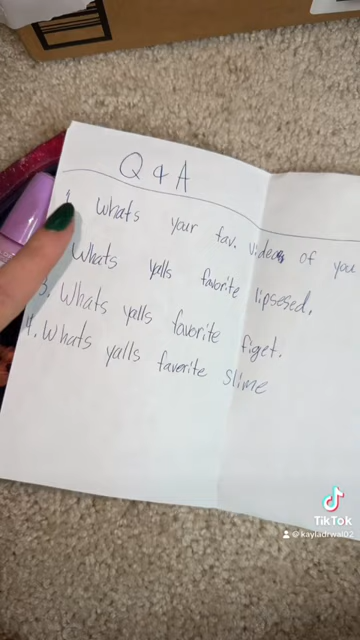 Q & A
1 Whats your fav. videos of you
Whats yalls favorite lipsesed.
3. Whats yalls favorite figet.
4. Whats yalls favorite slime
TikTok
@kayladrwal02